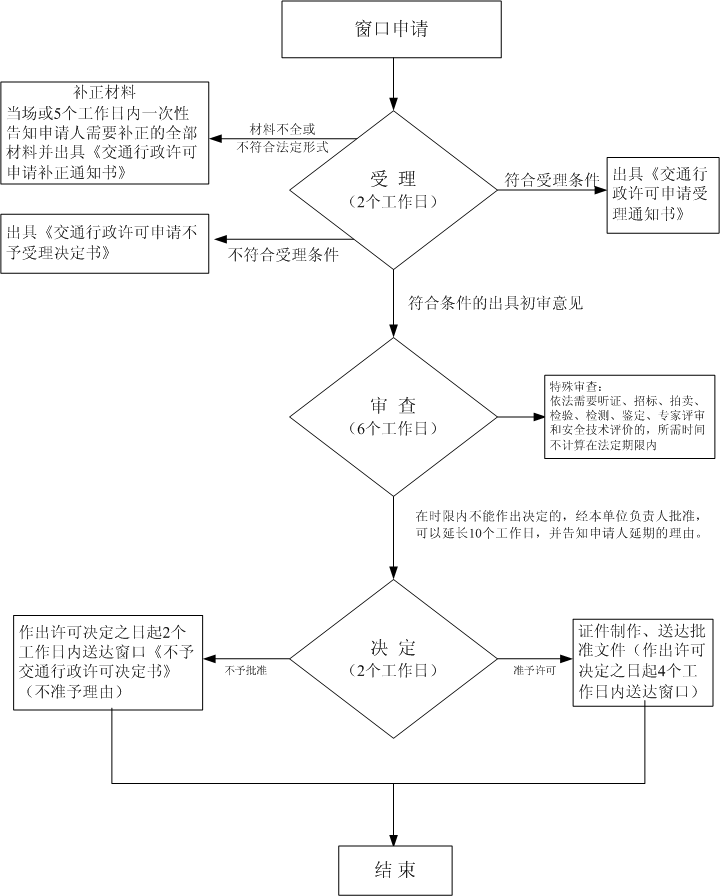 窗口申请
补正材料
当场或5个工作日内一次性
告知申请人需要补正的全部
材料并出具《交通行政许可
申请补正通知书》
材料不全或
不符合法定形式
受 理
（2个工作日）
符合受理条件
出具《交通行
政许可申请受
理通知书》
出具《交通行政许可申请不
予受理决定书》
不符合受理条件
符合条件的出具初审意见
审 查
（6个工作日）
特殊审查：
依法需要听证、招标、拍卖、
检验、检测、鉴定、专家评审
和安全技术评价的，所需时间
不计算在法定期限内
在时限内不能作出决定的，经本单位负责人批准，
可以延长10个工作日，并告知申请人延期的理由。
作出许可决定之日起2个
工作日内送达窗口《不予
交通行政许可决定书》
（不准予理由）
不予批准
决 定
（2个工作日）
准予许可
证件制作、送达批
准文件（作出许可
决定之日起4个工
作日内送达窗口）
结 束